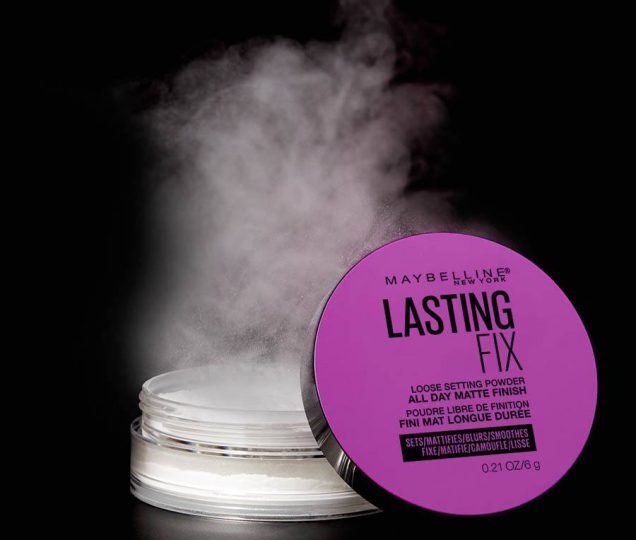 MAYBELLINE®
NEW YORK
LASTING
FIX
LOOSE SETTING POWDER
ALL DAY MATTE FINISH
POUDRE LIBRE DE FINITION
FINI MAT LONGUE DURÉE
SETS/MATTIFIES/BLURS/SMOOTHES
FIXE/MATIFIE/CAMOUFLE/LISSE
0.21 OZ/6 g